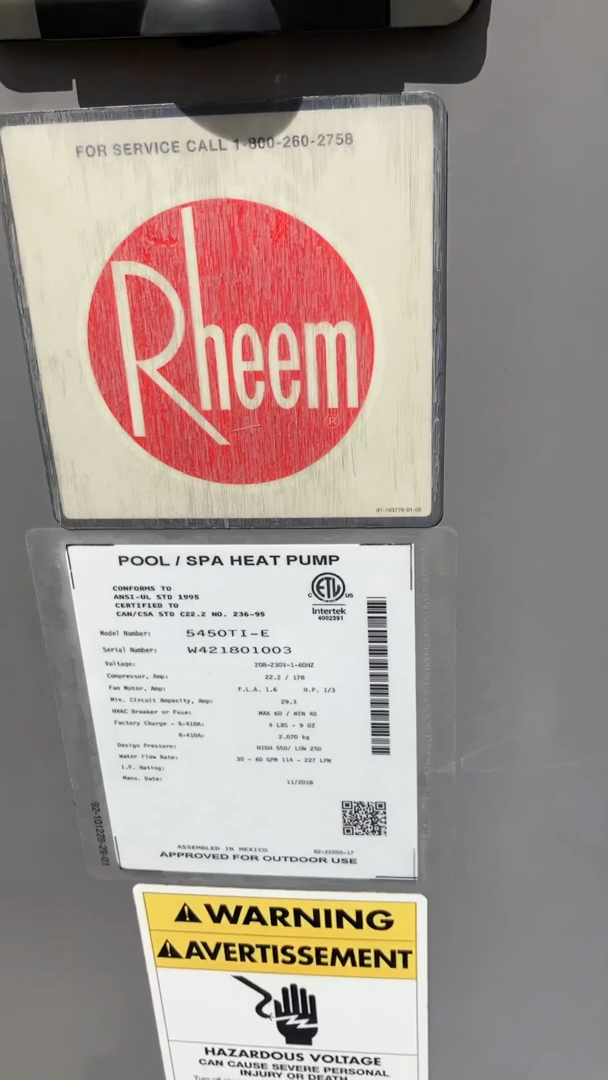 FOR SERVICE CALL 1-800-260-2758
Rheem®
91-103776-01-00
POOL / SPA HEAT PUMP
CONFORMS TO
ANSI-UL STD 1995
CERTIFIED TO
CAN/CSA STD C22.2 NO. 236-95
C ETL US
Intertek
4002391
Model Number: 5450TI-E
Serial Number: W421801003
Voltage: 208-230V-1-60HZ
Compressor, Amp: 22.2 / 178
Fan Motor, Amp: F.L.A. 1.6 H.P. 1/3
Min. Circuit Ampacity, Amp: 29.3
HVAC Breaker or Fuse: MAX 60 / MIN 40
Factory Charge - R-410A: 4 LBS - 9 OZ
R-410A: 2.070 kg
Design Pressure: HIGH 550/ LOW 250
Water Flow Rate: 30 - 60 GPM 114 - 227 LPM
I.E. Rating:
Manu. Date: 11/2018
ASSEMBLED IN MEXICO
APPROVED FOR OUTDOOR USE
WARNING
AVERTISSEMENT
HAZARDOUS VOLTAGE
CAN CAUSE SEVERE PERSONAL
INJURY OR DEATH